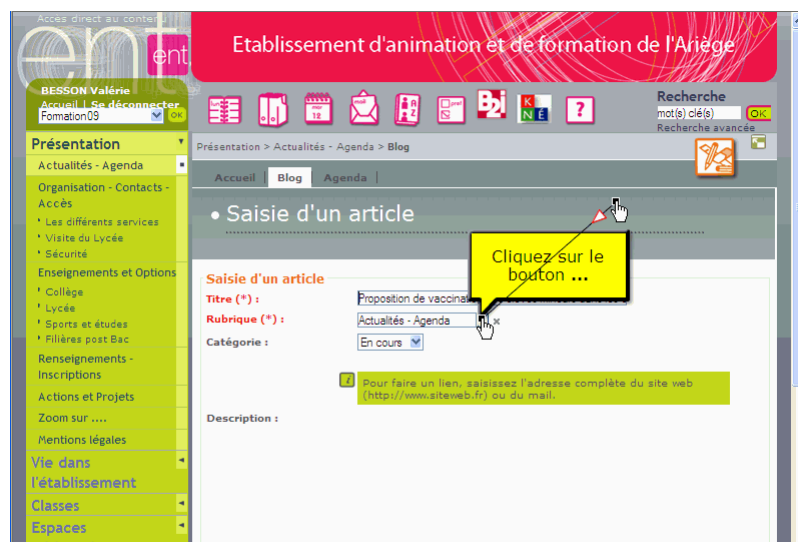 Accès direct au contenu
ent
ent
Etablissement d'animation et de formation de l'Ariège
BESSON Valérie
Accueil | Se déconnecter
Formation09
OK
MAY
12
B2i
K
N É
?
Recherche
mot(s) clé(s)
OK
Recherche avancée
Présentation
Actualités - Agenda
Organisation - Contacts -
Accès
Les différents services
Visite du Lycée
Sécurité
Enseignements et Options
Collège
Lycée
Sports et études
Filières post Bac
Renseignements -
Inscriptions
Actions et Projets
Zoom sur ....
Mentions légales
Vie dans
l'établissement
Classes
Espaces
Présentation > Actualités - Agenda > Blog
Accueil | Blog | Agenda |
• Saisie d'un article
Cliquez sur le
bouton ...
Saisie d'un article
Titre (*) :
Proposition de
Rubrique (*) :
Actualités - Agenda
x
Catégorie :
En cours
i
Pour faire un lien, saisissez l'adresse complète du site web
(http://www.siteweb.fr) ou du mail.
Description :